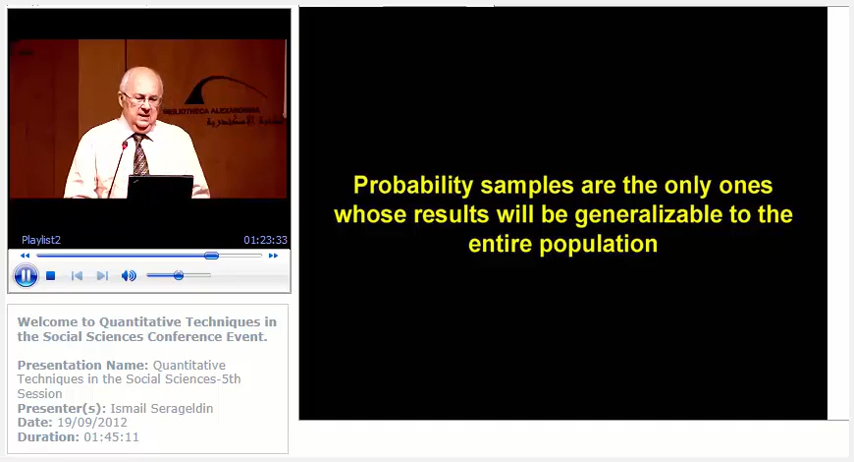 BIBLIOTHECA ALEXANDRINA
Playlist2
01:23:33
Welcome to Quantitative Techniques in
the Social Sciences Conference Event.
Presentation Name: Quantitative
Techniques in the Social Sciences-5th
Session
Presenter(s): Ismail Serageldin
Date: 19/09/2012
Duration: 01:45:11
Probability samples are the only ones
whose results will be generalizable to the
entire population